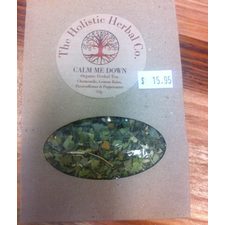 The Holistic Herbal Co.
CALM ME DOWN
Organic Herbal Tea
Chamomile, Lemon Balm,
Passionflower & Peppermint
$ 15.95